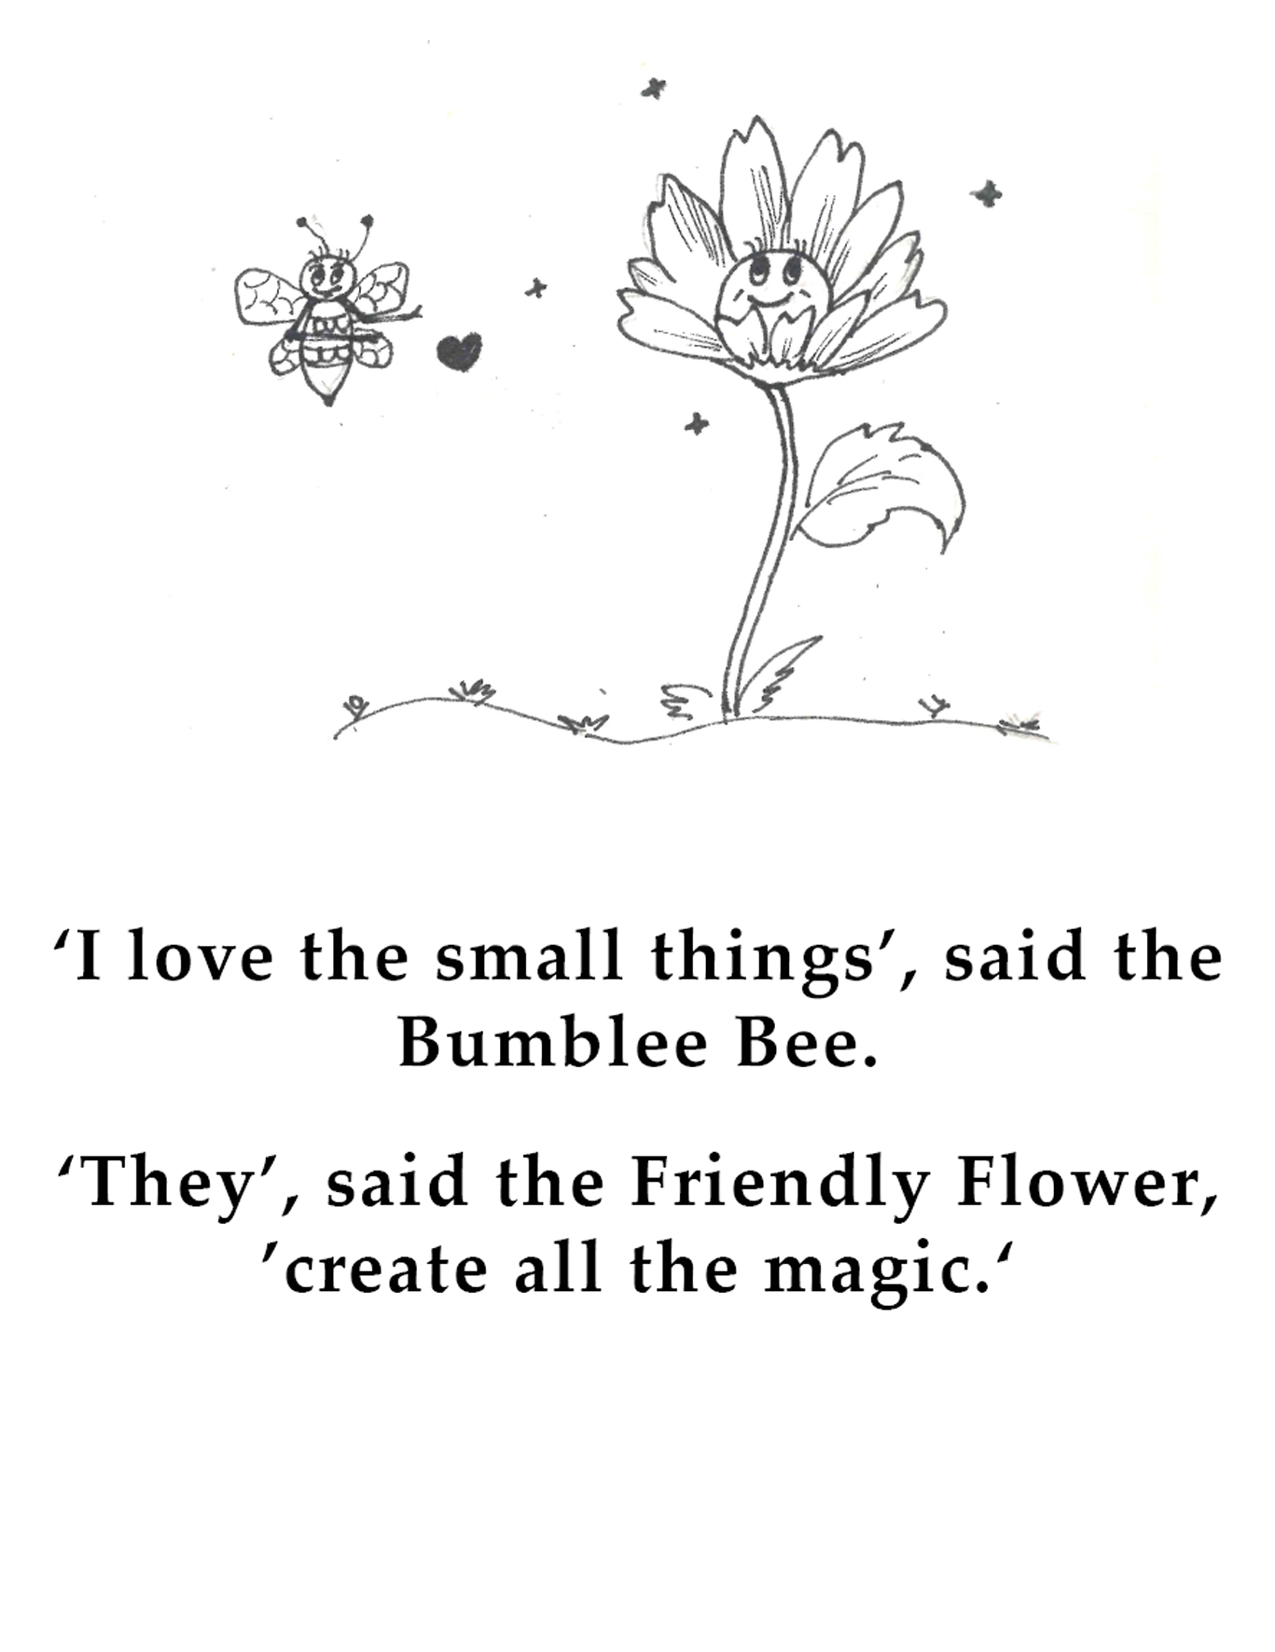 ‘I love the small things’, said the
Bumblee Bee.
‘They’, said the Friendly Flower,
’create all the magic.‘